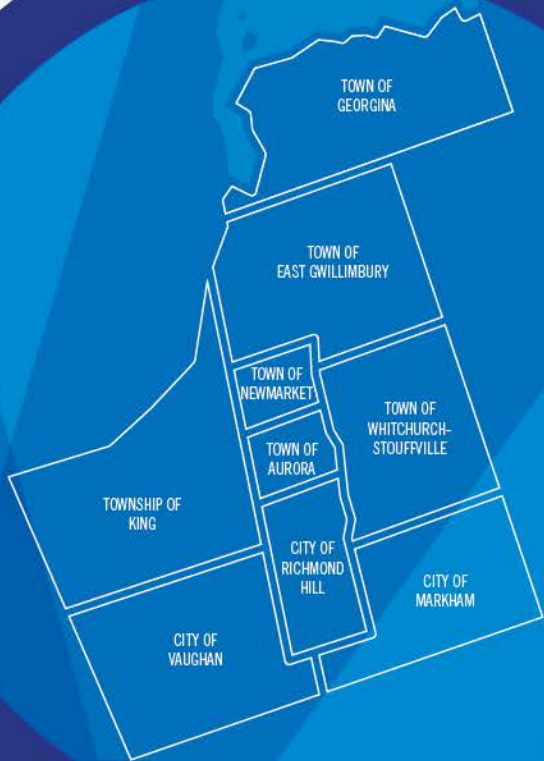 TOWN OF
GEORGINA
TOWN OF
EAST GWILLIMBURY
TOWN OF
NEWMARKET
TOWN OF
WHITCHURCH-
STOUFFVILLE
TOWN OF
AURORA
TOWNSHIP OF
KING
CITY OF
RICHMOND
HILL
CITY OF
MARKHAM
CITY OF
VAUGHAN